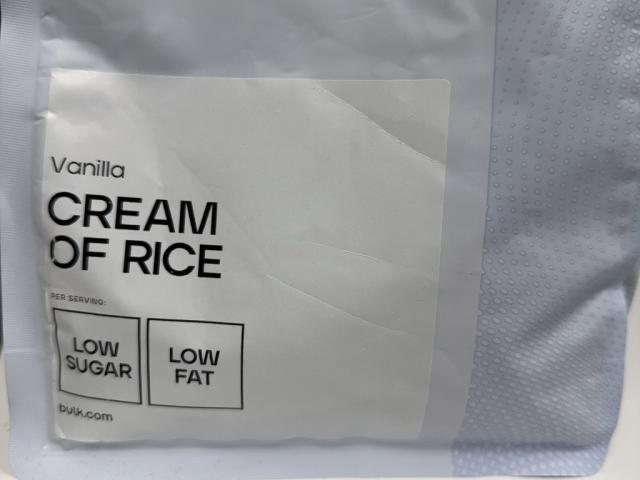 Vanilla
CREAM
OF RICE
PER SERVING:
LOW
SUGAR
LOW
FAT
bulk.com